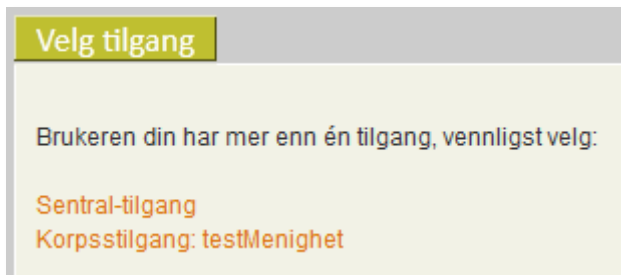 Velg tilgang
Brukeren din har mer enn én tilgang, vennligst velg:
Sentral-tilgang
Korpsstilgang: testMenighet